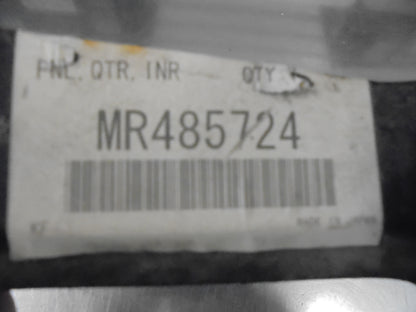 PNL, QTR, INR QTY
MR485724
MADE IN JAPAN